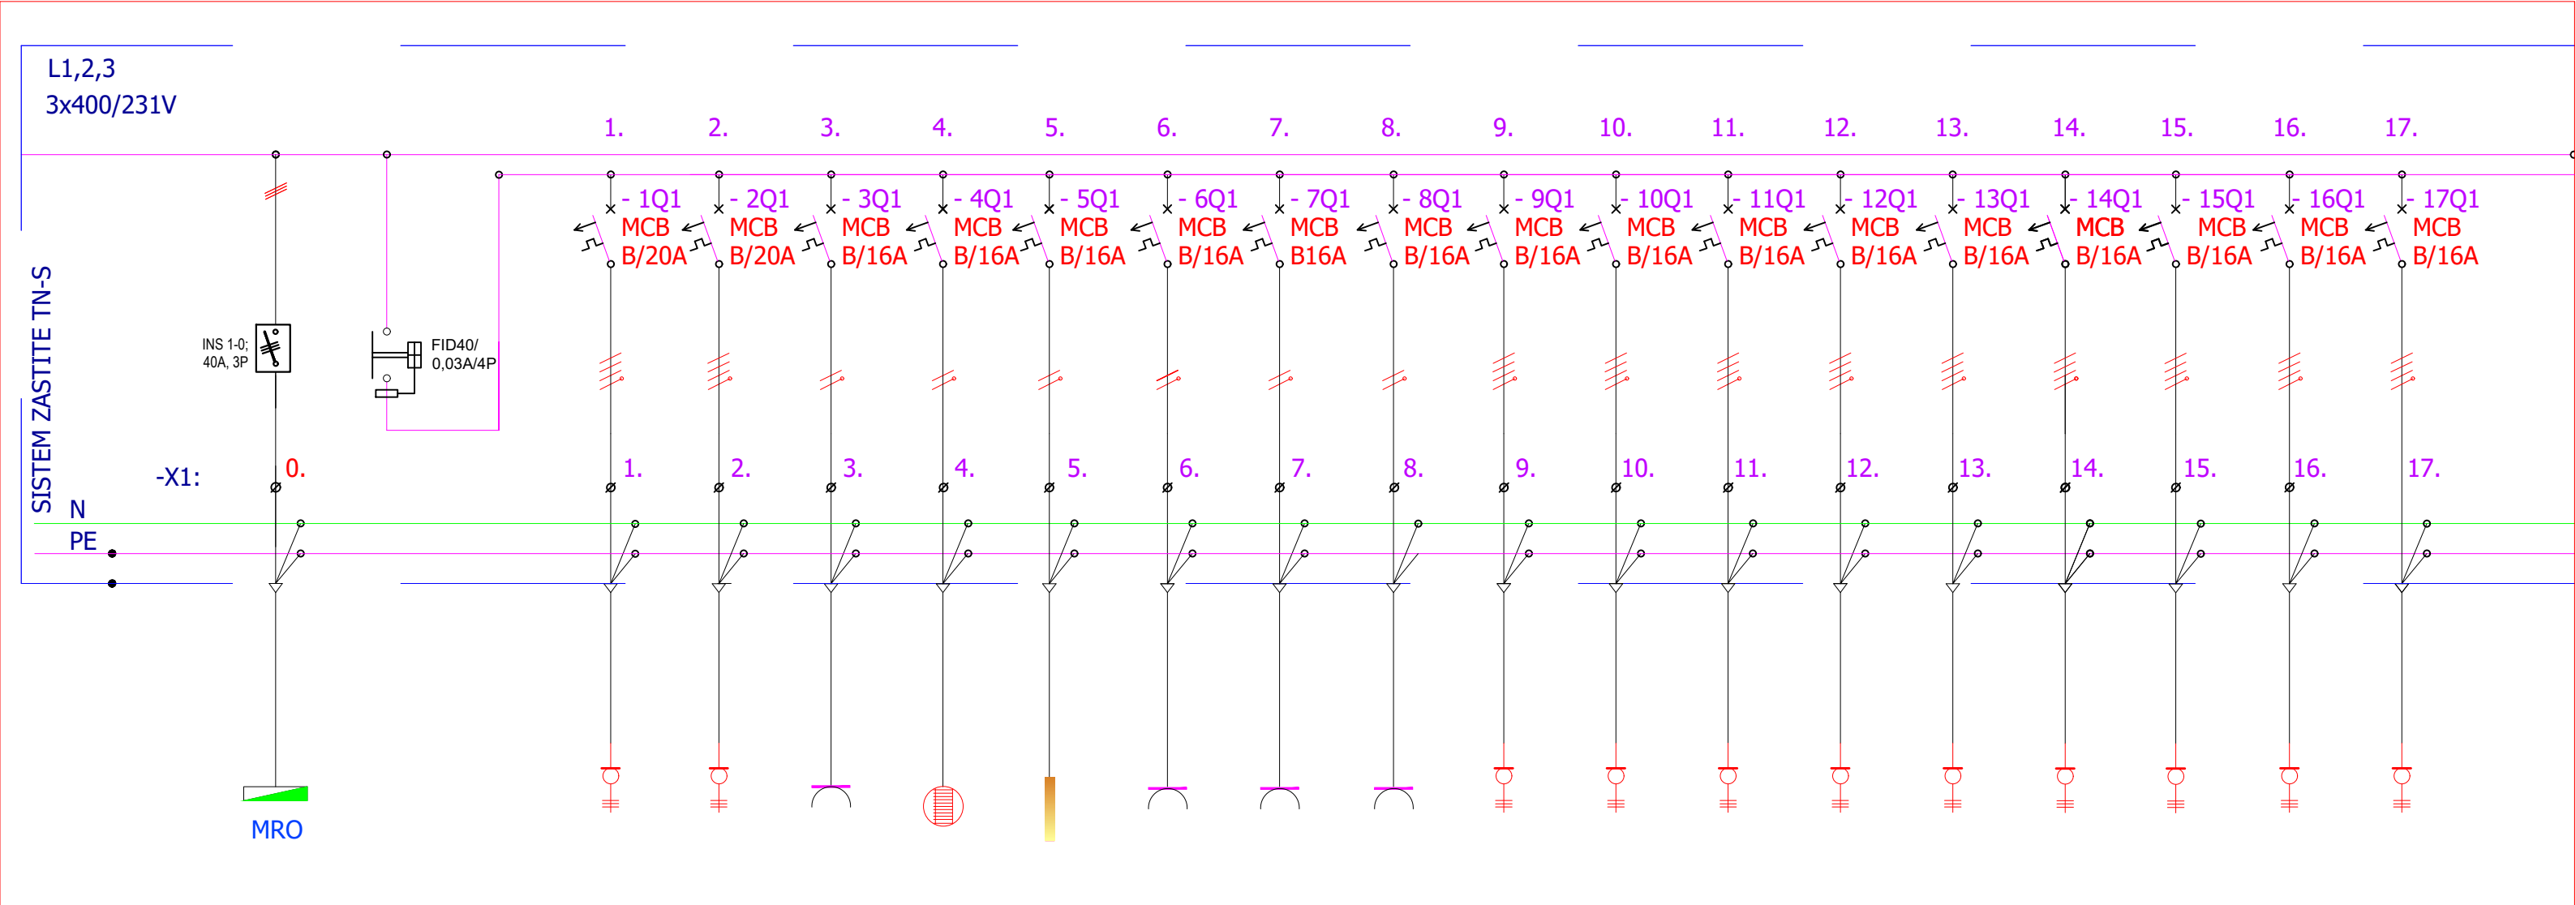 L1,2,3
3x400/231V
1. 2. 3. 4. 5. 6. 7. 8. 9. 10. 11. 12. 13. 14. 15. 16. 17.
- 1Q1 - 2Q1 - 3Q1 - 4Q1 - 5Q1 - 6Q1 - 7Q1 - 8Q1 - 9Q1 - 10Q1 - 11Q1 - 12Q1 - 13Q1 - 14Q1 - 15Q1 - 16Q1 - 17Q1
MCB MCB MCB MCB MCB MCB MCB MCB MCB MCB MCB MCB MCB MCB MCB MCB MCB
B/20A B/20A B/16A B/16A B/16A B/16A B16A B/16A B/16A B/16A B/16A B/16A B/16A B/16A B/16A B/16A B/16A
SISTEM ZASTITE TN-S
INS 1-0;
40A, 3P
FID40/
0,03A/4P
-X1: 0. 1. 2. 3. 4. 5. 6. 7. 8. 9. 10. 11. 12. 13. 14. 15. 16. 17.
N
PE
MRO